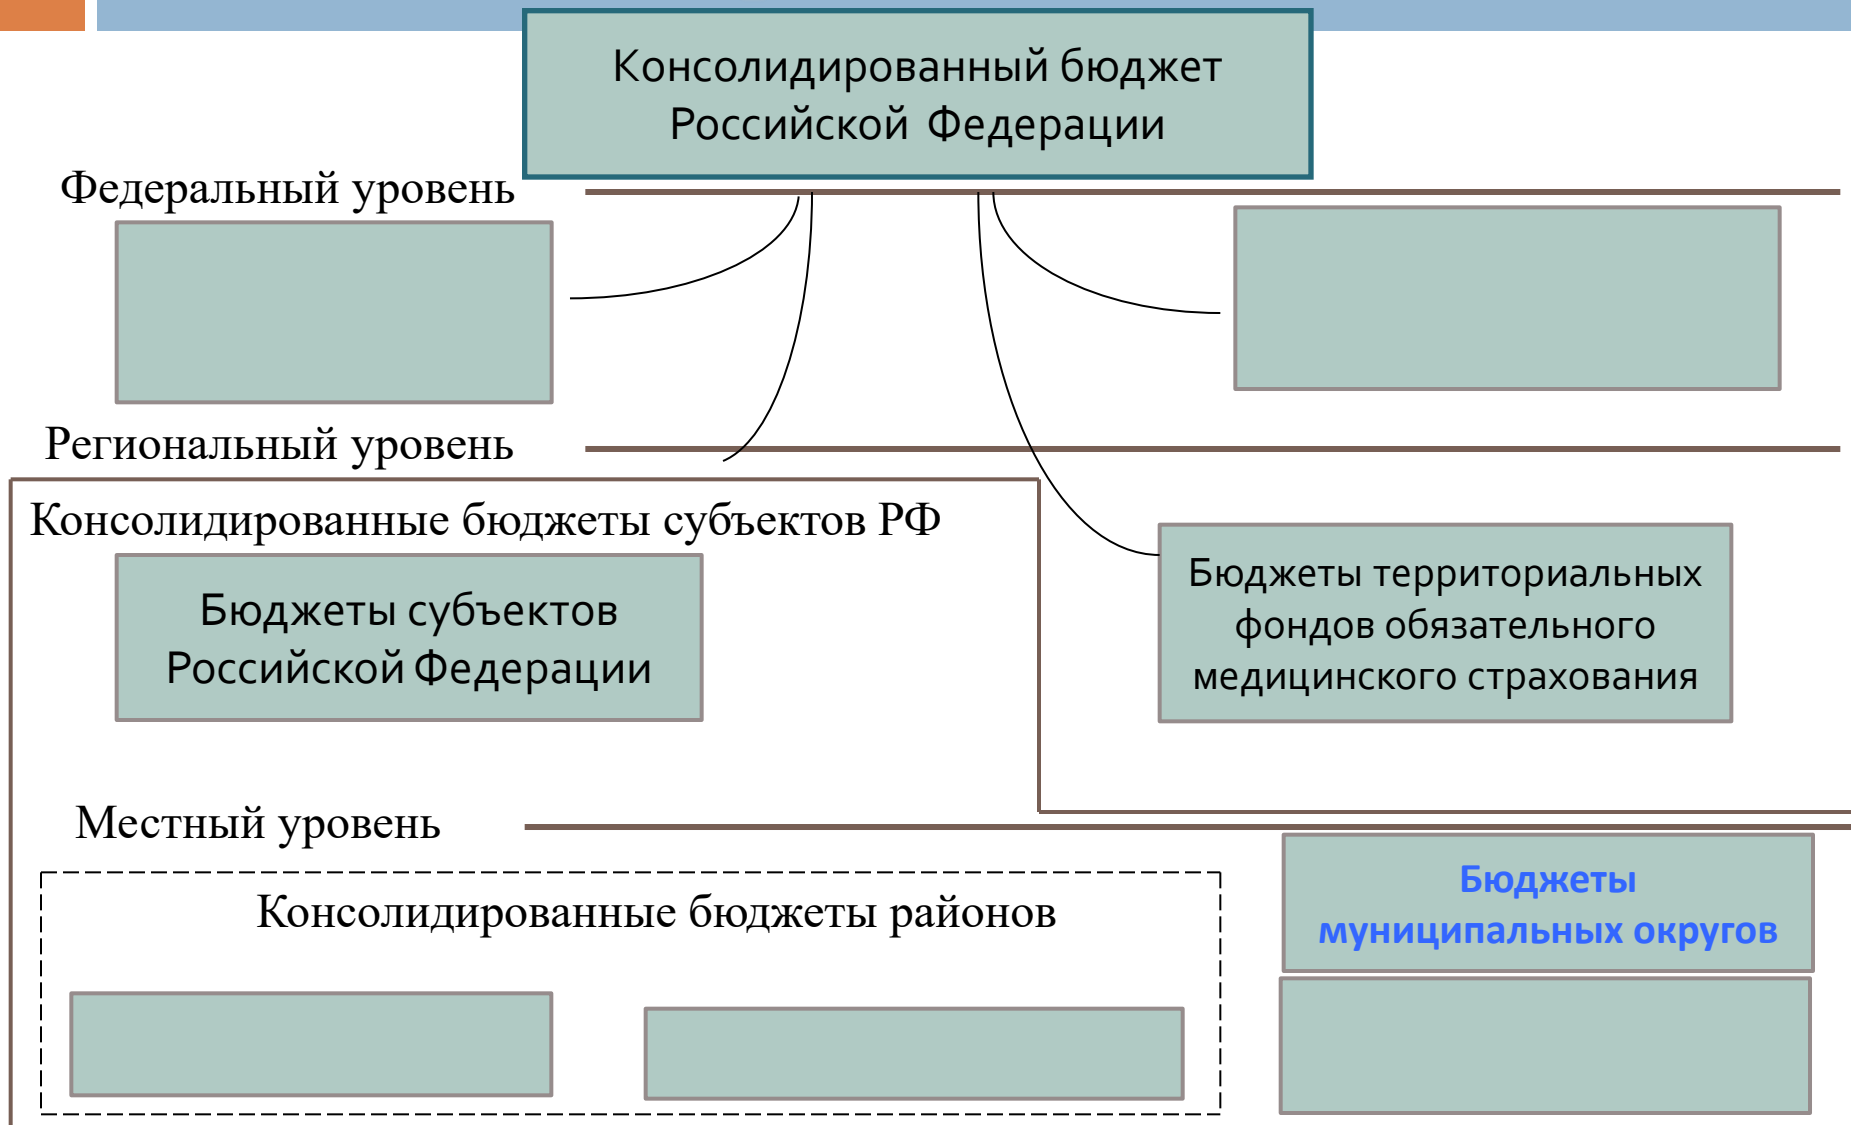 Консолидированный бюджет
Российской Федерации
Федеральный уровень
Региональный уровень
Консолидированные бюджеты субъектов РФ
Бюджеты субъектов
Российской Федерации
Бюджеты территориальных
фондов обязательного
медицинского страхования
Местный уровень
Консолидированные бюджеты районов
Бюджеты
муниципальных округов